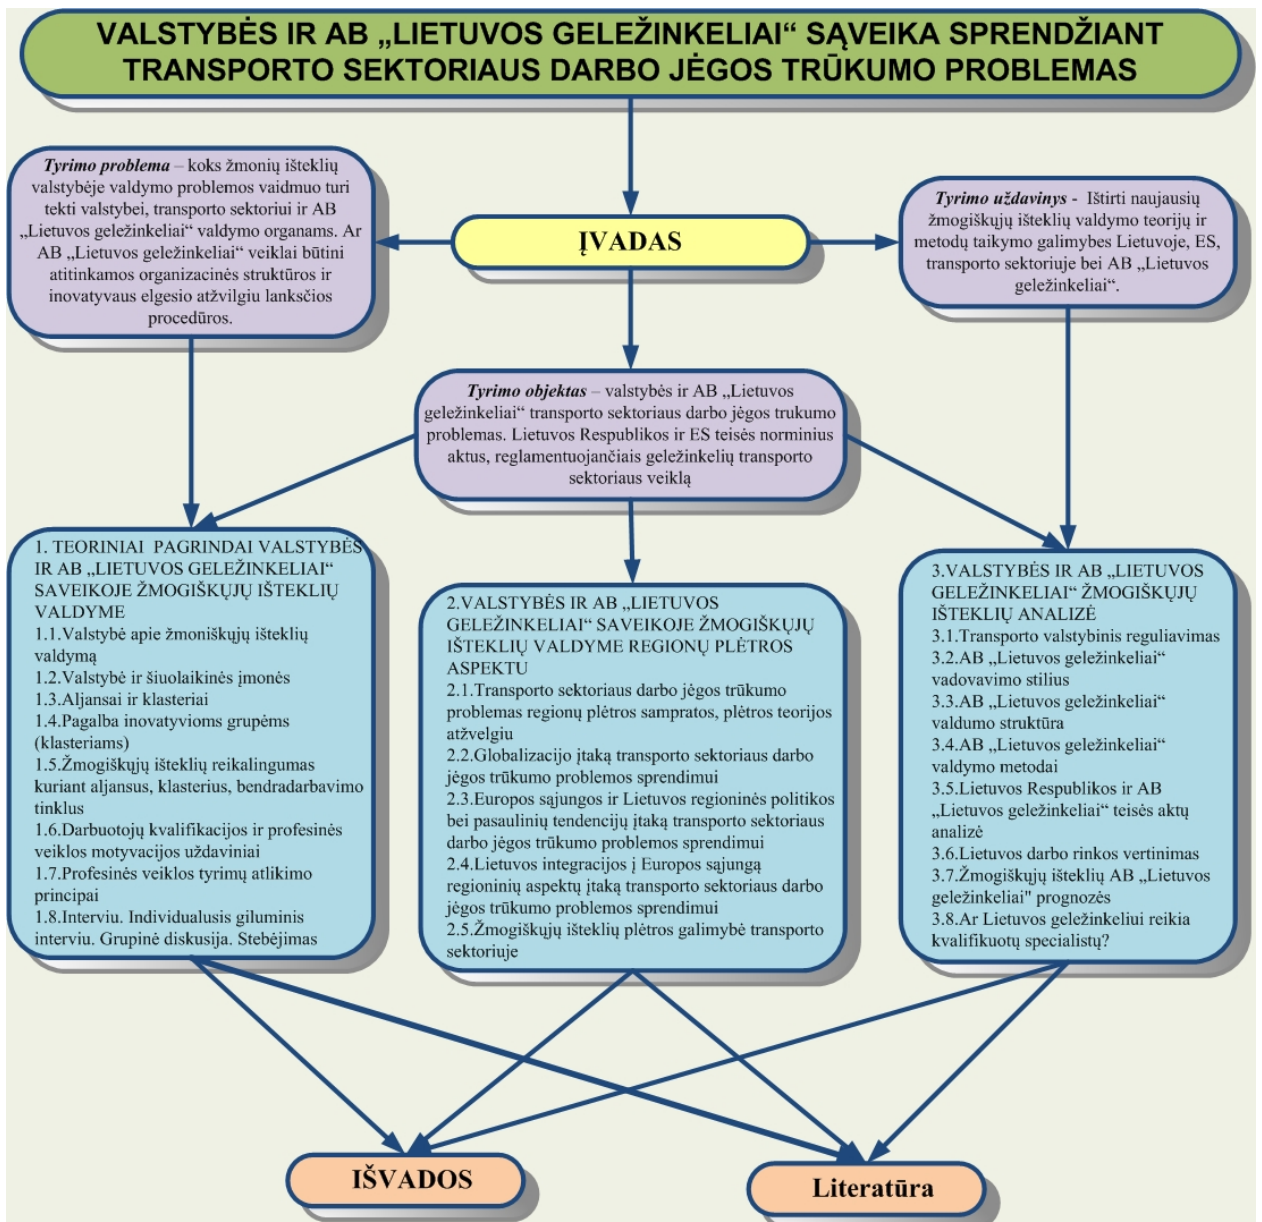 VALSTYBĖS IR AB „LIETUVOS GELEŽINKELIAI“ SĄVEIKA SPRENDŽIANT
TRANSPORTO SEKTORIAUS DARBO JĖGOS TRŪKUMO PROBLEMAS
Tyrimo problema – koks žmonių išteklių
valstybėje valdymo problemos vaidmuo turi
tekti valstybei, transporto sektoriui ir AB
„Lietuvos geležinkeliai“ valdymo organams. Ar
AB „Lietuvos geležinkeliai“ veiklai būtini
atitinkamos organizacinės struktūros ir
inovatyvaus elgesio atžvilgiu lanksčios
procedūros.
ĮVADAS
Tyrimo uždavinys - Ištirti naujausių
žmogiškųjų išteklių valdymo teorijų ir
metodų taikymo galimybes Lietuvoje, ES,
transporto sektoriuje bei AB „Lietuvos
geležinkeliai“.
Tyrimo objektas – valstybės ir AB „Lietuvos
geležinkeliai“ transporto sektoriaus darbo jėgos trukumo
problemas. Lietuvos Respublikos ir ES teisės norminius
aktus, reglamentuojančiais geležinkelių transporto
sektoriaus veiklą
1. TEORINIAI PAGRINDAI VALSTYBĖS
IR AB „LIETUVOS GELEŽINKELIAI“
SAVEIKOJE ŽMOGIŠKŲJŲ IŠTEKLIŲ
VALDYME
1.1.Valstybė apie žmoniškųjų išteklių
valdymą
1.2.Valstybė ir šiuolaikinės įmonės
1.3.Aljansai ir klasteriai
1.4.Pagalba inovatyvioms grupėms
(klasteriams)
1.5.Žmogiškųjų išteklių reikalingumas
kuriant aljansus, klasterius, bendradarbavimo
tinklus
1.6.Darbuotojų kvalifikacijos ir profesinės
veiklos motyvacijos uždaviniai
1.7.Profesinės veiklos tyrimų atlikimo
principai
1.8.Interviu. Individualusis giluminis
interviu. Grupinė diskusija. Stebėjimas
2.VALSTYBĖS IR AB „LIETUVOS
GELEŽINKELIAI“ SAVEIKOJE ŽMOGIŠKŲJŲ
IŠTEKLIŲ VALDYME REGIONŲ PLĖTROS
ASPEKTU
2.1.Transporto sektoriaus darbo jėgos trūkumo
problemas regionų plėtros sampratos, plėtros teorijos
atžvelgiu
2.2.Globalizacijo įtaką transporto sektoriaus darbo
jėgos trūkumo problemos sprendimui
2.3.Europos sąjungos ir Lietuvos regioninės politikos
bei pasaulinių tendencijų įtaką transporto sektoriaus
darbo jėgos trūkumo problemos sprendimui
2.4.Lietuvos integracijos į Europos sąjungą
regioninių aspektų įtaką transporto sektoriaus darbo
jėgos trūkumo problemos sprendimui
2.5.Žmogiškųjų išteklių plėtros galimybė transporto
sektoriuje
3.VALSTYBĖS IR AB „LIETUVOS
GELEŽINKELIAI“ ŽMOGIŠKŲJŲ
IŠTEKLIŲ ANALIZĖ
3.1.Transporto valstybinis reguliavimas
3.2.AB „Lietuvos geležinkeliai“
vadovavimo stilius
3.3.AB „Lietuvos geležinkeliai“
valdumo struktūra
3.4.AB „Lietuvos geležinkeliai“
valdymo metodai
3.5.Lietuvos Respublikos ir AB
„Lietuvos geležinkeliai“ teisės aktų
analizė
3.6.Lietuvos darbo rinkos vertinimas
3.7.Žmogiškųjų išteklių AB „Lietuvos
geležinkeliai" prognozės
3.8.Ar Lietuvos geležinkeliui reikia
kvalifikuotų specialistų?
IŠVADOS
Literatūra